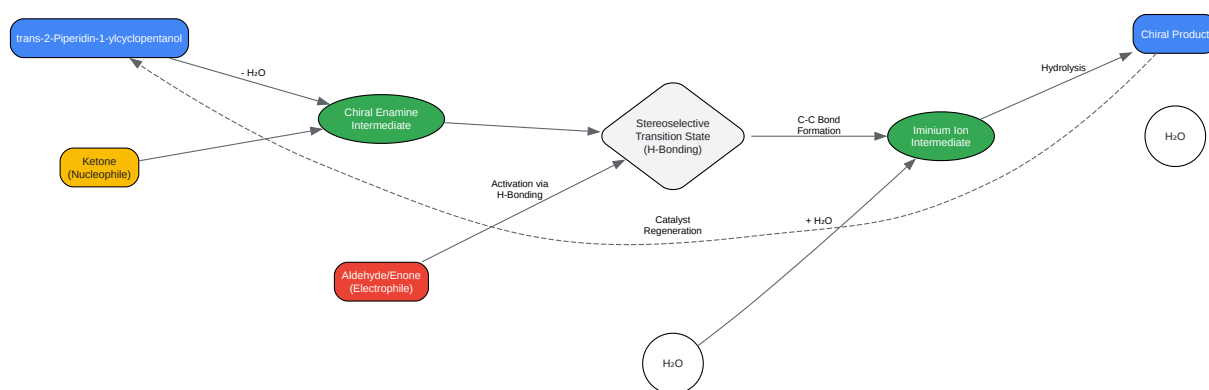 trans-2-Piperidin-1-ylcyclopentanol
- H₂O
Chiral Enamine
Intermediate
Ketone
(Nucleophile)
Activation via
H-Bonding
Aldehyde/Enone
(Electrophile)
Stereoselective
Transition State
(H-Bonding)
C-C Bond
Formation
Iminium Ion
Intermediate
Hydrolysis
Chiral Product
H₂O
Catalyst
Regeneration
+ H₂O
H₂O